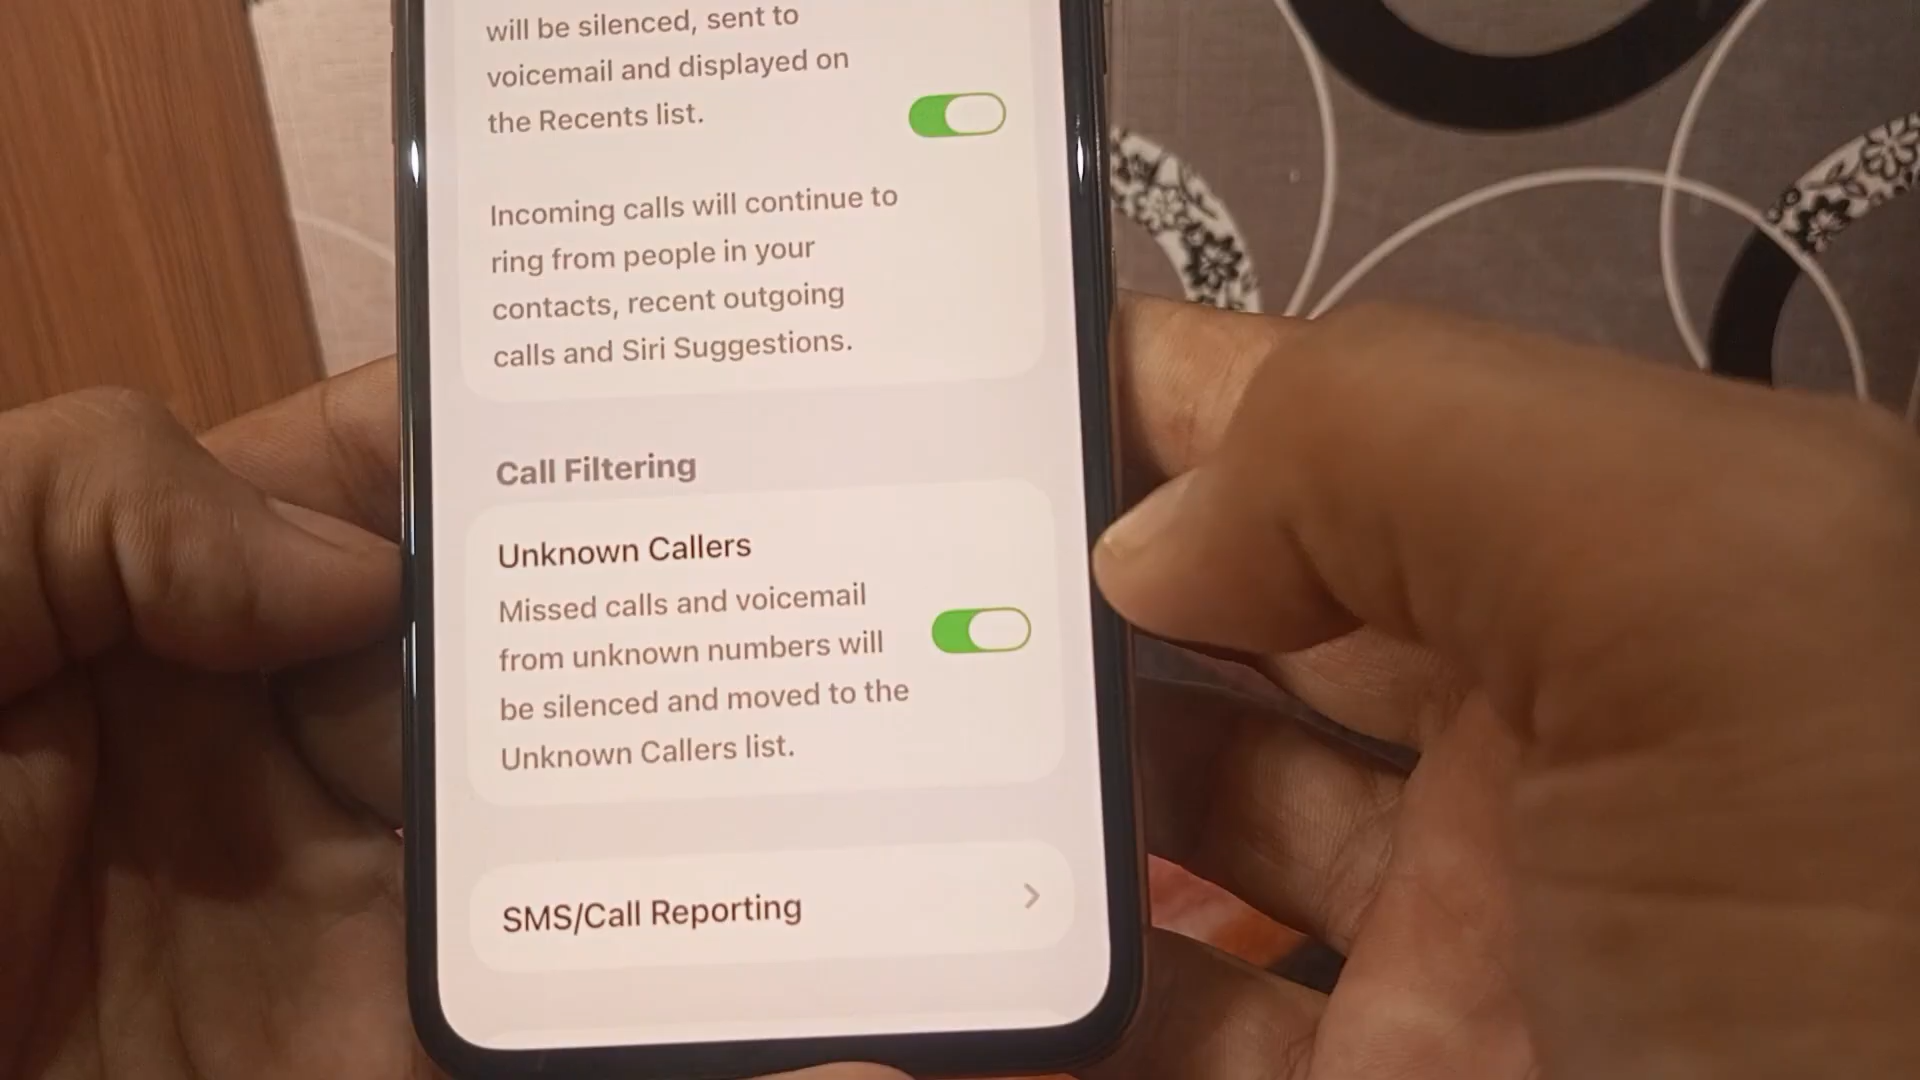 will be silenced, sent to
voicemail and displayed on
the Recents list.
Incoming calls will continue to
ring from people in your
contacts, recent outgoing
calls and Siri Suggestions.
Call Filtering
Unknown Callers
Missed calls and voicemail
from unknown numbers will
be silenced and moved to the
Unknown Callers list.
SMS/Call Reporting